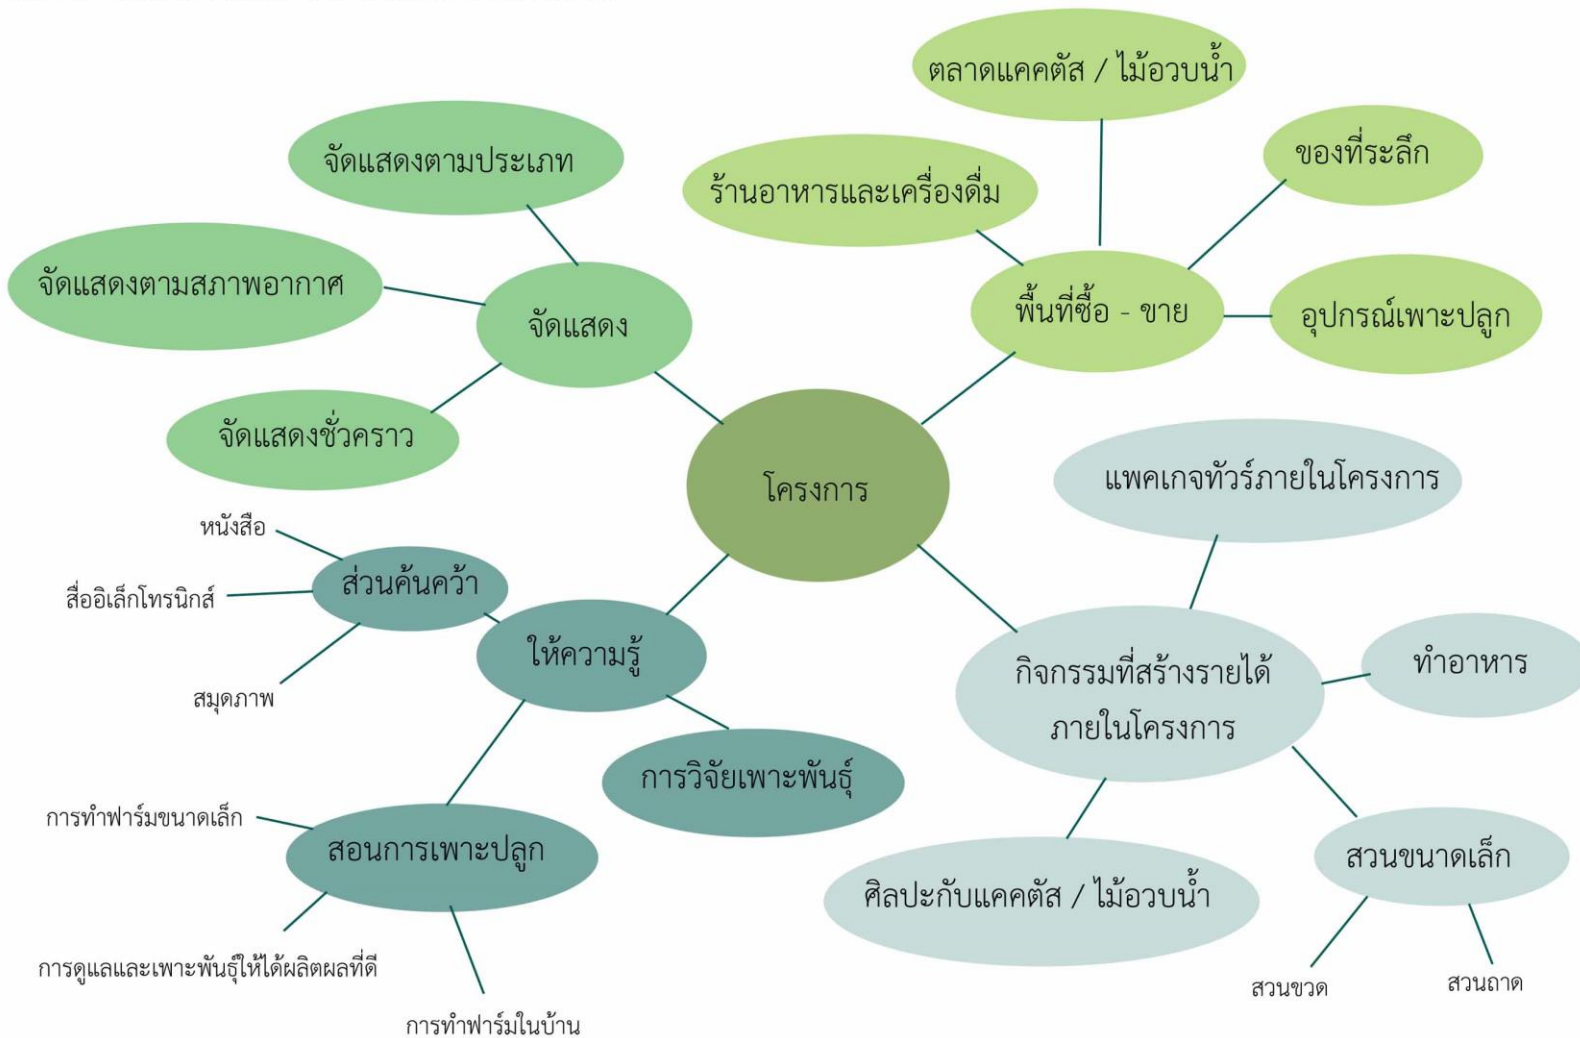 ตลาดแคคตัส / ไม้อวบน้ำ
จัดแสดงตามประเภท
ของที่ระลึก
ร้านอาหารและเครื่องดื่ม
จัดแสดงตามสภาพอากาศ
จัดแสดง
พื้นที่ซื้อ - ขาย
อุปกรณ์เพาะปลูก
จัดแสดงชั่วคราว
โครงการ
แพคเกจทัวร์ภายในโครงการ
หนังสือ
ส่วนค้นคว้า
สื่ออิเล็กโทรนิกส์
ให้ความรู้
สมุดภาพ
กิจกรรมที่สร้างรายได้
ภายในโครงการ
ทำอาหาร
การวิจัยเพาะพันธุ์
การทำฟาร์มขนาดเล็ก
สอนการเพาะปลูก
สวนขนาดเล็ก
ศิลปะกับแคคตัส / ไม้อวบน้ำ
การดูแลและเพาะพันธุ์ให้ได้ผลิตผลที่ดี
สวนขวด
สวนถาด
การทำฟาร์มในบ้าน